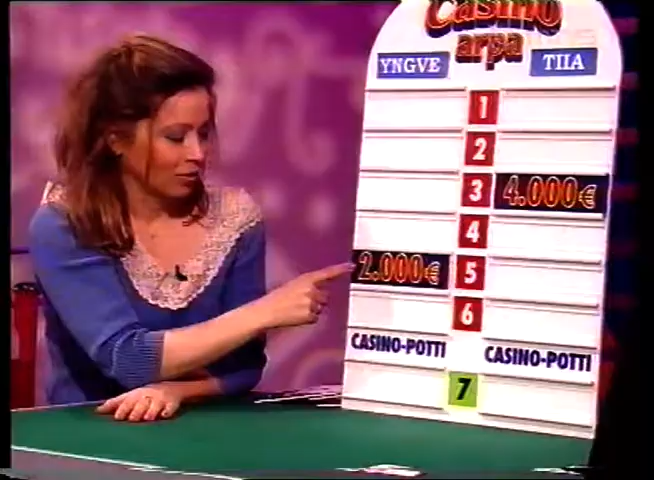 Casino
arpa
YNGVE TIIA
1
2
3 4.000€
4
2.000€ 5
6
CASINO-POTTI CASINO-POTTI
7